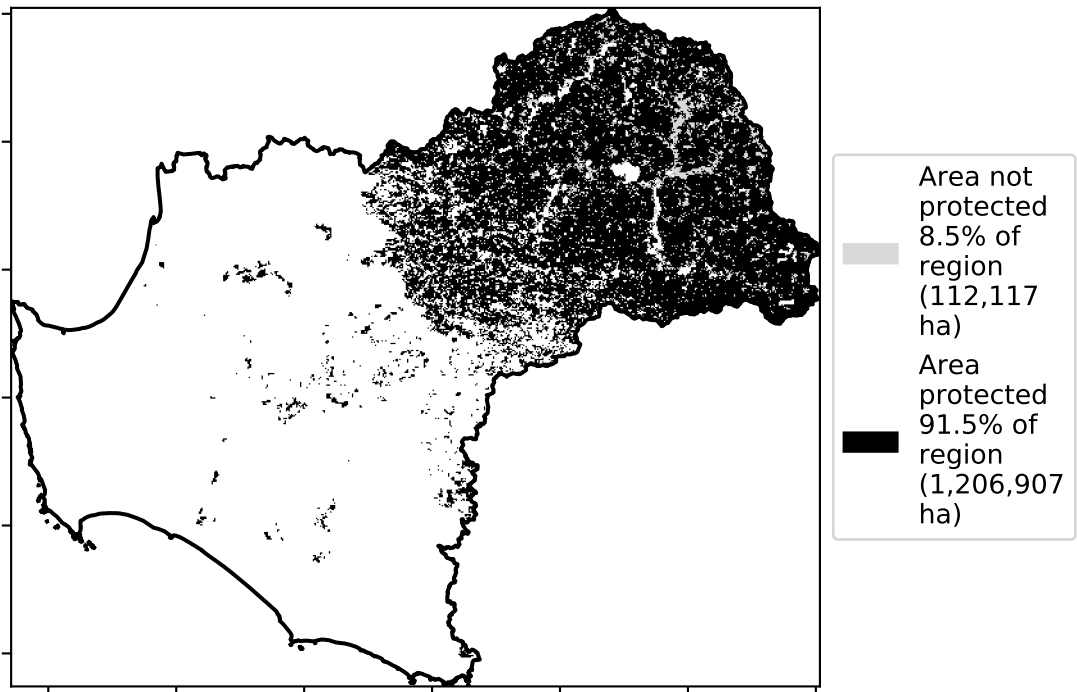 Area not
protected
8.5% of
region
(112,117
ha)
Area
protected
91.5% of
region
(1,206,907
ha)